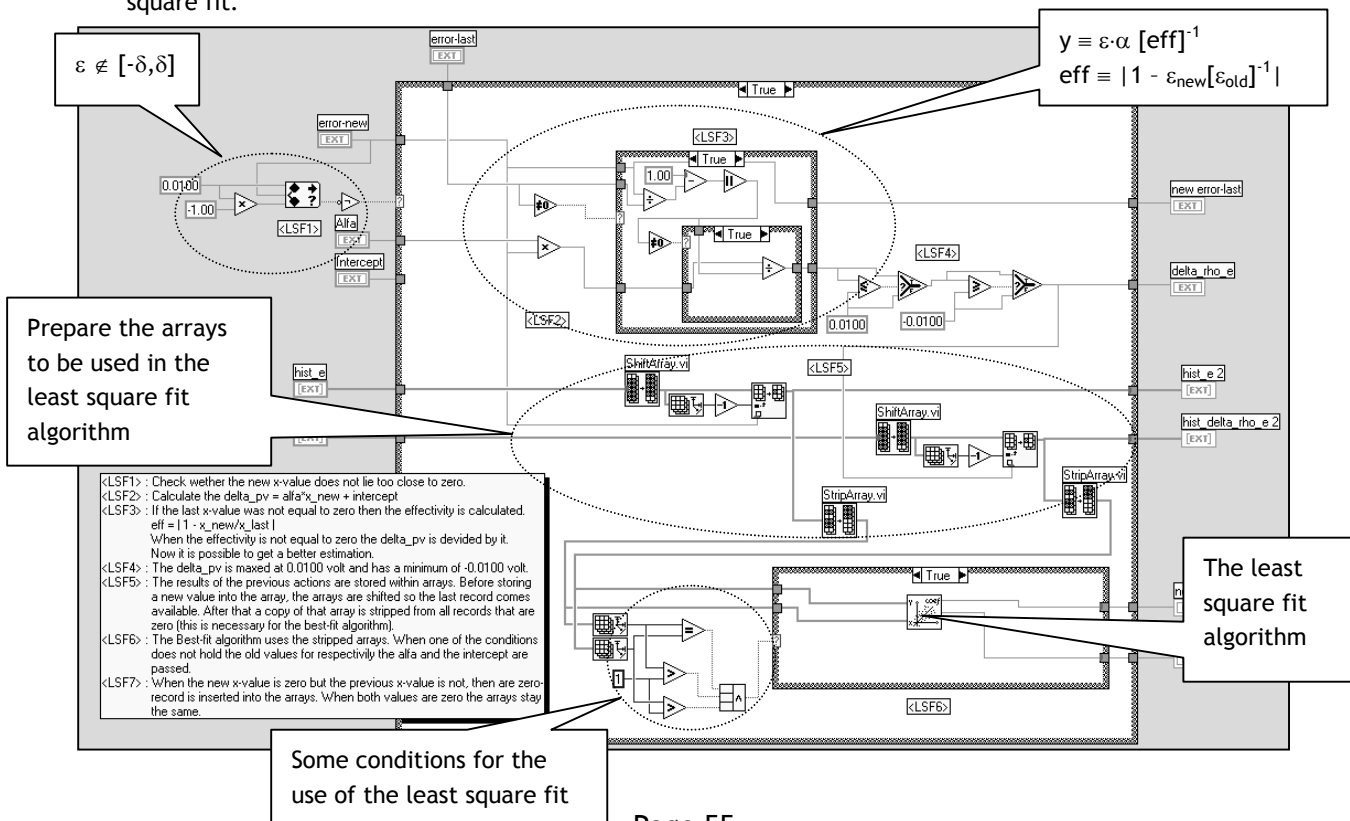 square fit.
ε ∉ [-δ,δ]
error-last
EXT
y ≡ ε·α [eff]⁻¹
eff ≡ |1 - ε_new[ε_old]⁻¹|
True
error-new
EXT
<LSF3>
True
0.0100
1.00
-1.00
<LSF1>
Alfa
EXT
new error-last
EXT
True
<LSF4>
Intercept
EXT
delta_rho_e
EXT
<LSF2>
0.0100
-0.0100
Prepare the arrays
to be used in the
least square fit
algorithm
ShiftArray.vi
<LSF5>
hist_e
[EXT]
hist_e 2
[EXT]
ShiftArray.vi
hist_delta_rho_e 2
[EXT]
[EXT]
StripArray.vi
StripArray.vi
<LSF1> : Check wether the new x-value does not lie too close to zero.
<LSF2> : Calculate the delta_pv = alfa*x_new + intercept
<LSF3> : If the last x-value was not equal to zero then the effectivity is calculated.
eff = | 1 - x_new/x_last |
When the effectivity is not equal to zero the delta_pv is devided by it.
Now it is possible to get a better estimation.
<LSF4> : The delta_pv is maxed at 0.0100 volt and has a minimum of -0.0100 volt.
<LSF5> : The results of the previous actions are stored within arrays. Before storing
a new value into the array, the arrays are shifted so the last record comes
available. After that a copy of that array is stripped from all records that are
zero (this is necessary for the best-fit algorithm).
<LSF6> : The Best-fit algorithm uses the stripped arrays. When one of the conditions
does not hold the old values for respectivily the alfa and the intercept are
passed.
<LSF7> : When the new x-value is zero but the previous x-value is not, then are zero-
record is inserted into the arrays. When both values are zero the arrays stay
the same.
True
coef
The least
square fit
algorithm
1
<LSF6>
Some conditions for the
use of the least square fit
Page 55